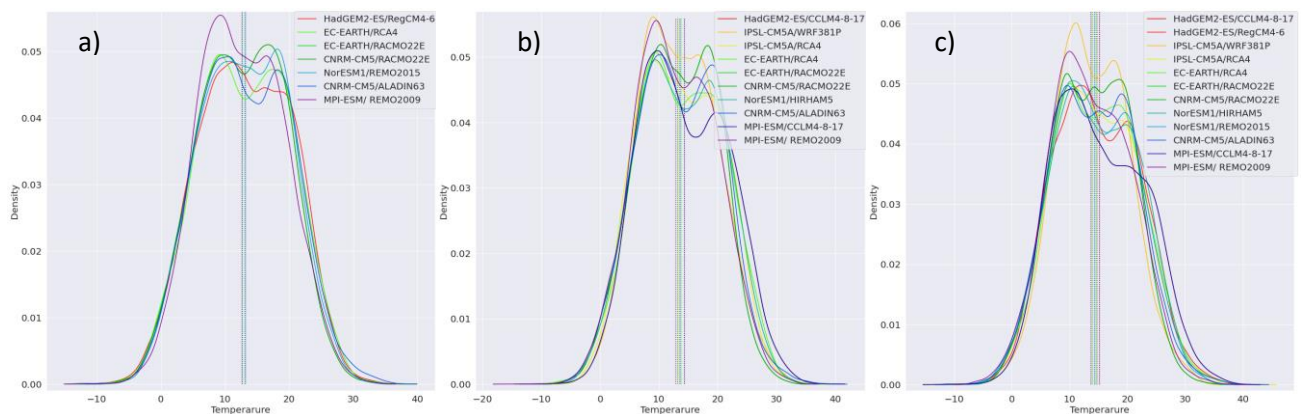 a)
HadGEM2-ES/RegCM4-6
EC-EARTH/RCA4
EC-EARTH/RACMO22E
CNRM-CM5/RACMO22E
NorESM1/REMO2015
CNRM-CM5/ALADIN63
MPI-ESM/ REMO2009
Density
0.05
0.04
0.03
0.02
0.01
0.00
−10 0 10 20 30 40
Temperarure
b)
HadGEM2-ES/CCLM4-8-17
IPSL-CM5A/WRF381P
IPSL-CM5A/RCA4
EC-EARTH/RCA4
EC-EARTH/RACMO22E
CNRM-CM5/RACMO22E
NorESM1/HIRHAM5
CNRM-CM5/ALADIN63
MPI-ESM/CCLM4-8-17
MPI-ESM/ REMO2009
Density
0.05
0.04
0.03
0.02
0.01
0.00
−20 −10 0 10 20 30 40
Temperarure
c)
HadGEM2-ES/CCLM4-8-17
HadGEM2-ES/RegCM4-6
IPSL-CM5A/WRF381P
IPSL-CM5A/RCA4
EC-EARTH/RCA4
EC-EARTH/RACMO22E
CNRM-CM5/RACMO22E
NorESM1/HIRHAM5
NorESM1/REMO2015
CNRM-CM5/ALADIN63
MPI-ESM/CCLM4-8-17
MPI-ESM/ REMO2009
Density
0.06
0.05
0.04
0.03
0.02
0.01
0.00
−10 0 10 20 30 40
Temperarure